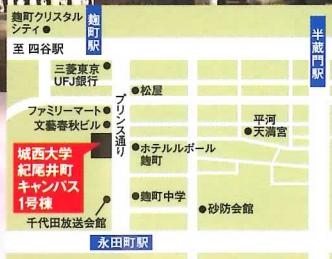 麹町クリスタル
シティ
麹町駅
半蔵門駅
至 四谷駅
三菱東京
UFJ銀行
松屋
プリンス通り
ファミリーマート
文藝春秋ビル
平河
天満宮
城西大学
紀尾井町
キャンパス
1号棟
ホテルルポール
麹町
麹町中学
砂防会館
千代田放送会館
永田町駅